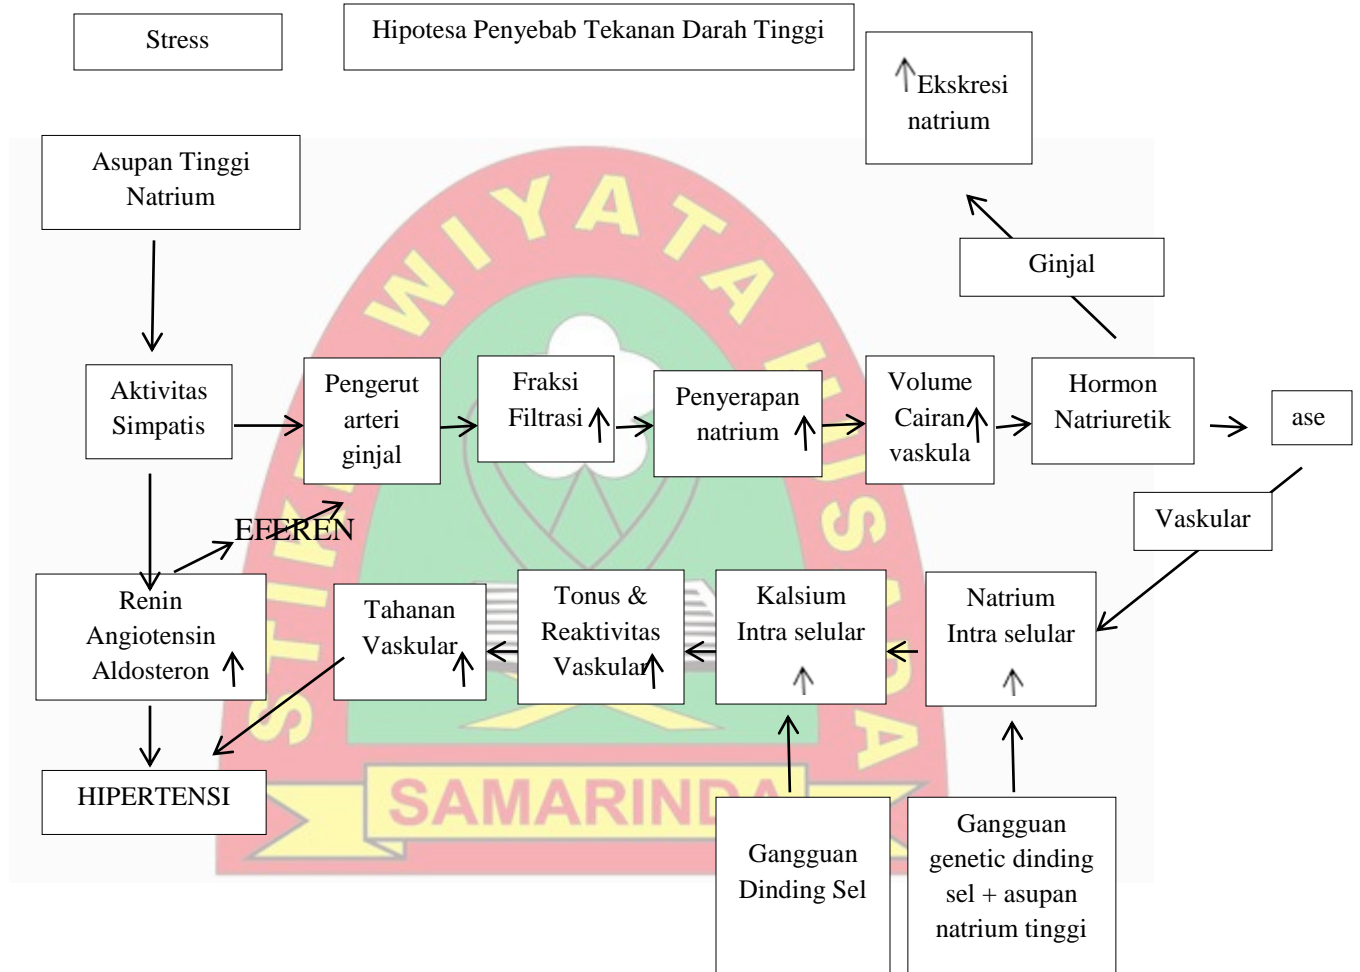 Stress
Hipotesa Penyebab Tekanan Darah Tinggi
Ekskresi
natrium
Asupan Tinggi
Natrium
Ginjal
Aktivitas
Simpatis
Pengerut
arteri
ginjal
Fraksi
Filtrasi
Penyerapan
natrium
Volume
Cairan
vaskula
Hormon
Natriuretik
ase
Vaskular
EFEREN
Renin
Angiotensin
Aldosteron
Tahanan
Vaskular
Tonus &
Reaktivitas
Vaskular
Kalsium
Intra selular
Natrium
Intra selular
HIPERTENSI
Gangguan
Dinding Sel
Gangguan
genetic dinding
sel + asupan
natrium tinggi
WIYATA HUSADA
SAMARINDA